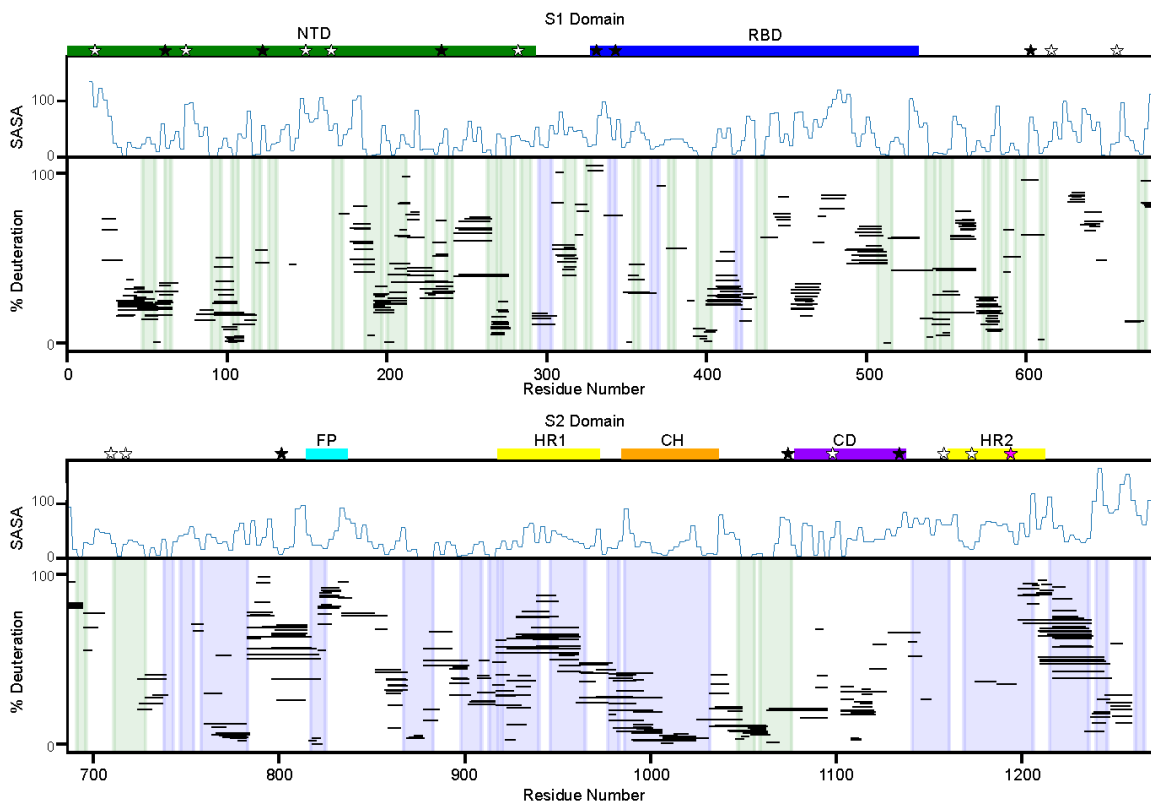 S1 Domain
NTD RBD
SASA
100
0
% Deuteration
100
0
0 100 200 300 400 500 600
Residue Number
S2 Domain
FP HR1 CH CD HR2
SASA
100
0
% Deuteration
100
0
700 800 900 1000 1100 1200
Residue Number